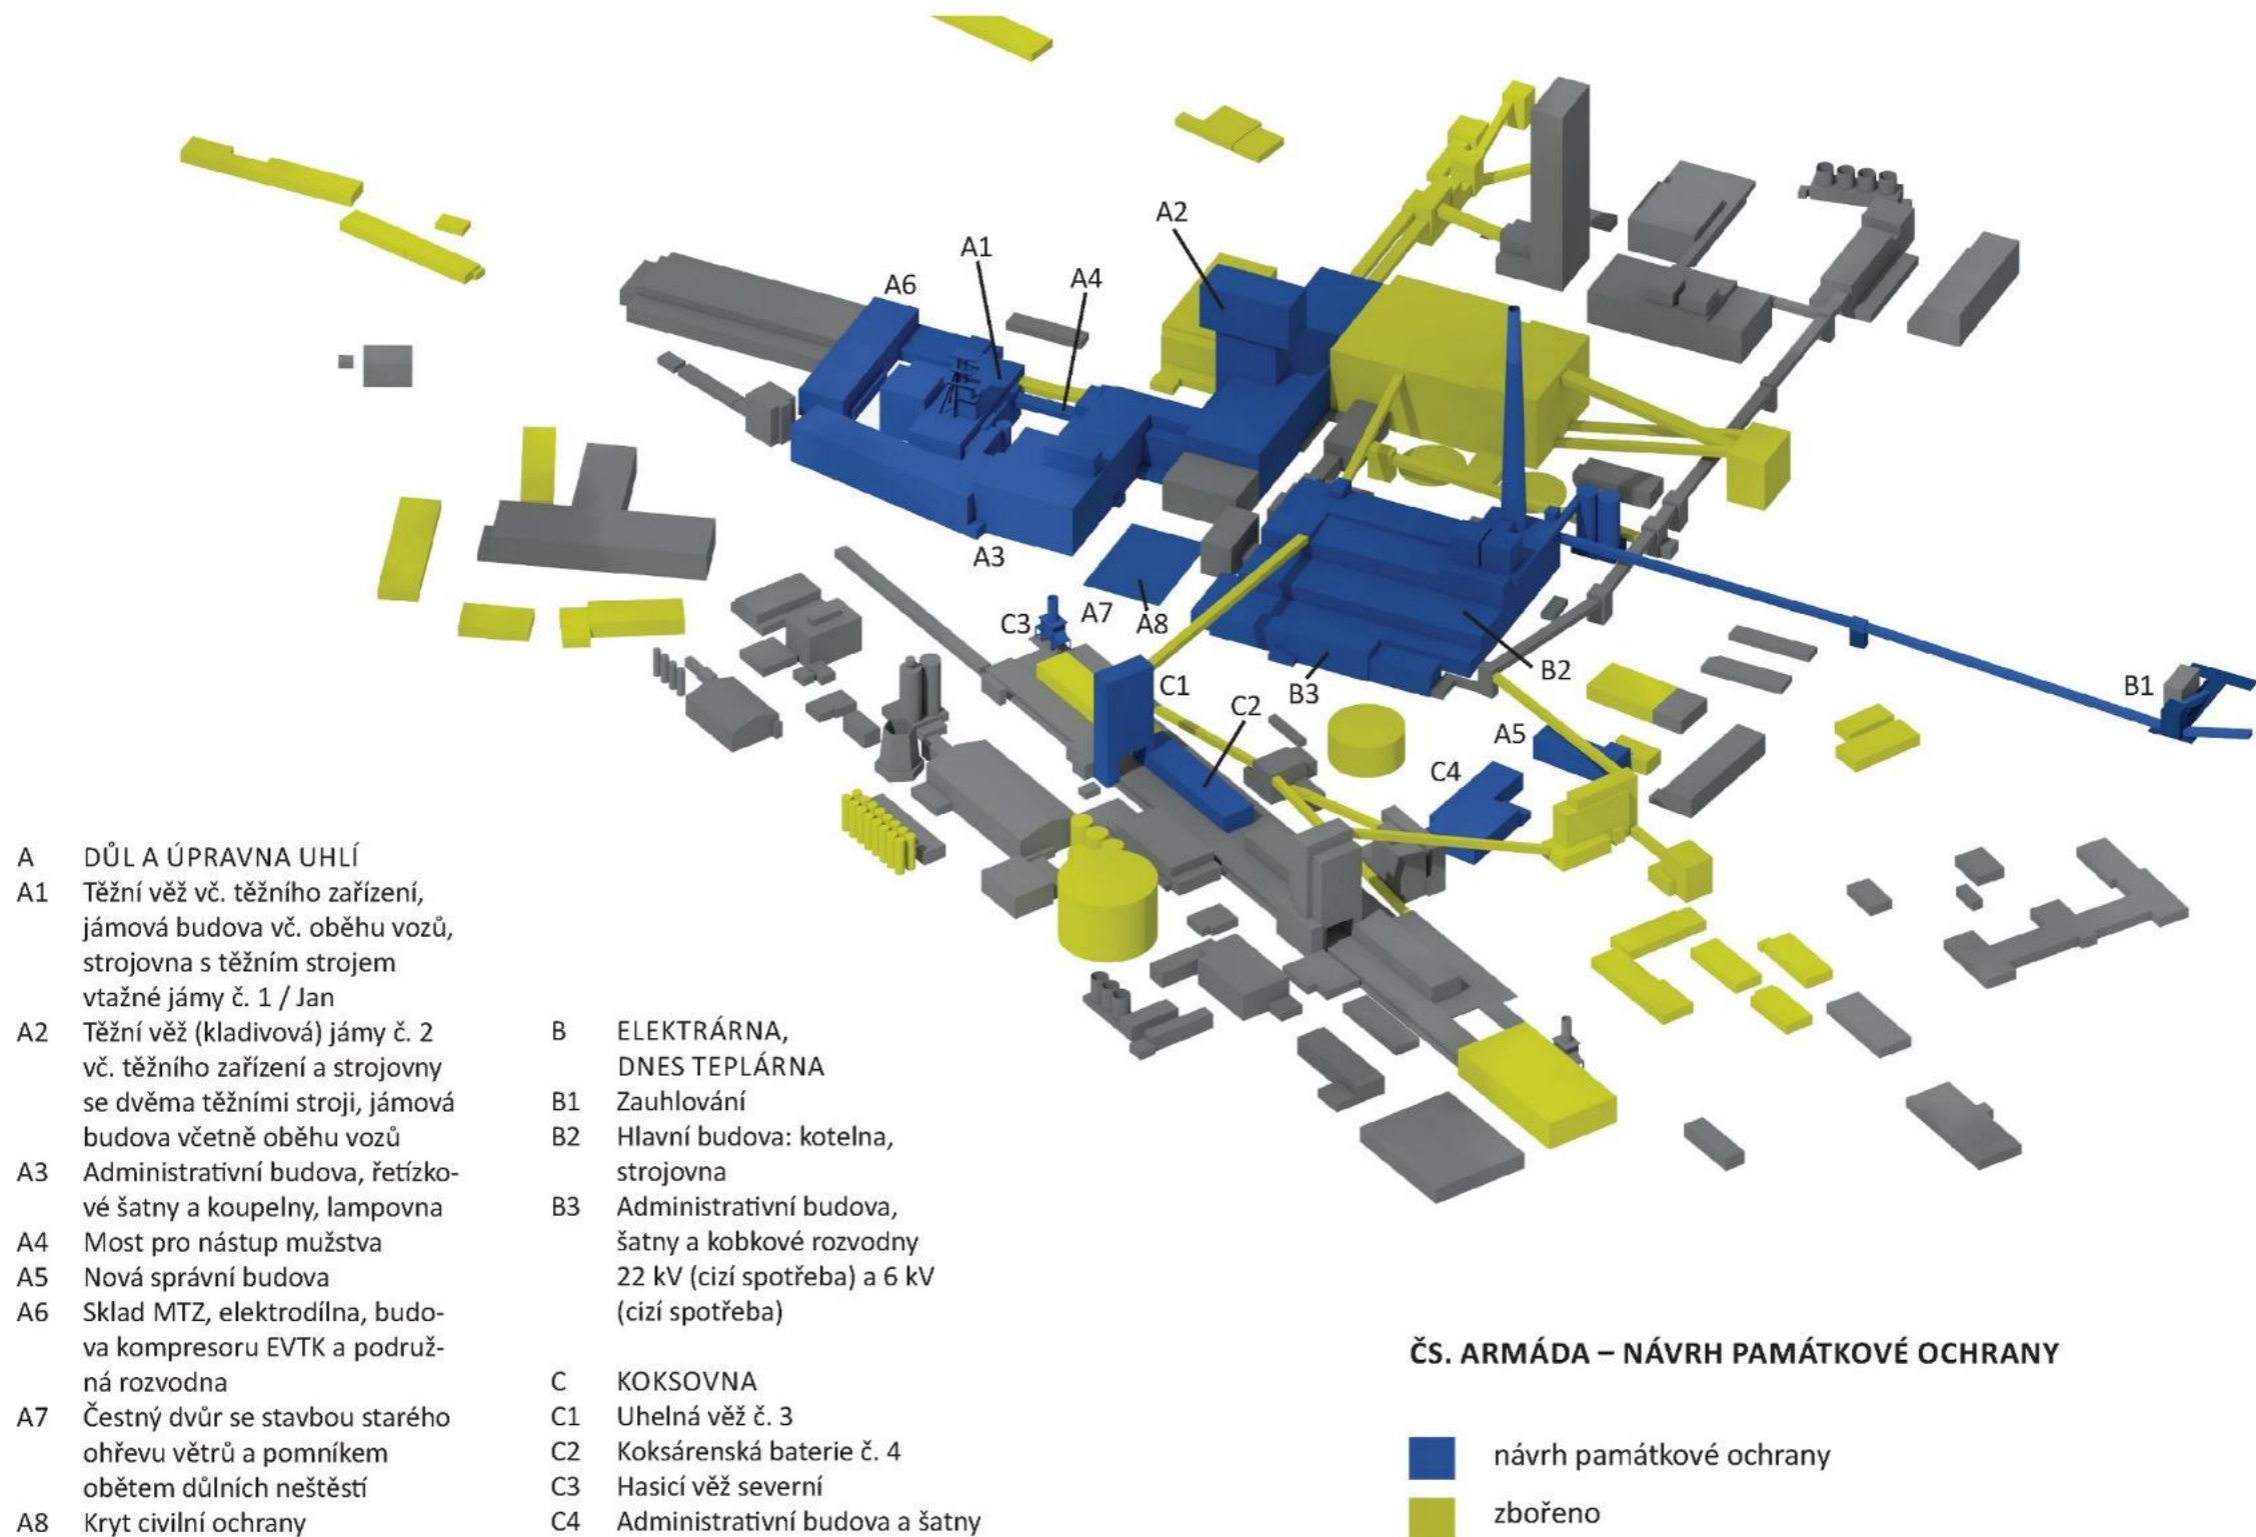 A2
A1
A4
A6
A3
C3
A7
A8
C1
B3
B2
B1
C2
A5
C4
A DŮL A ÚPRAVNA UHLÍ
A1 Těžní věž vč. těžního zařízení,
jámová budova vč. oběhu vozů,
strojovna s těžním strojem
vtažné jámy č. 1 / Jan
A2 Těžní věž (kladivová) jámy č. 2
vč. těžního zařízení a strojovny
se dvěma těžními stroji, jámová
budova včetně oběhu vozů
A3 Administrativní budova, řetízko-
vé šatny a koupelny, lampovna
A4 Most pro nástup mužstva
A5 Nová správní budova
A6 Sklad MTZ, elektrodílna, budo-
va kompresoru EVTK a podruž-
ná rozvodna
A7 Čestný dvůr se stavbou starého
ohřevu větrů a pomníkem
obětem důlních neštěstí
A8 Kryt civilní ochrany
B ELEKTRÁRNA,
DNES TEPLÁRNA
B1 Zauhlování
B2 Hlavní budova: kotelna,
strojovna
B3 Administrativní budova,
šatny a kobkové rozvodny
22 kV (cizí spotřeba) a 6 kV
(cizí spotřeba)
C KOKSOVNA
C1 Uhelná věž č. 3
C2 Koksárenská baterie č. 4
C3 Hasicí věž severní
C4 Administrativní budova a šatny
ČS. ARMÁDA – NÁVRH PAMÁTKOVÉ OCHRANY
návrh památkové ochrany
zbořeno